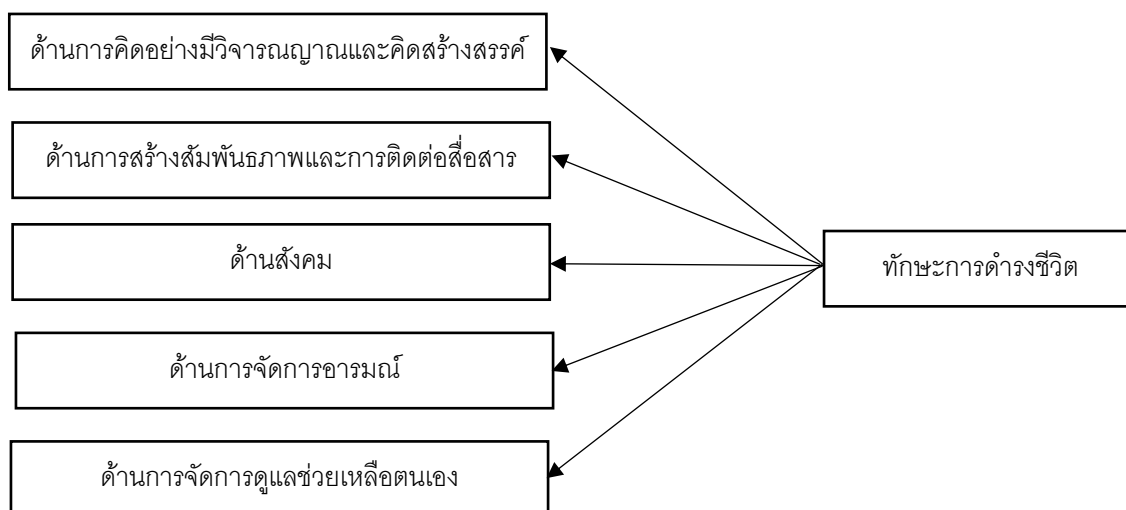 ด้านการคิดอย่างมีวิจารณญาณและคิดสร้างสรรค์
ด้านการสร้างสัมพันธภาพและการติดต่อสื่อสาร
ด้านสังคม
ทักษะการดำรงชีวิต
ด้านการจัดการอารมณ์
ด้านการจัดการดูแลช่วยเหลือตนเอง